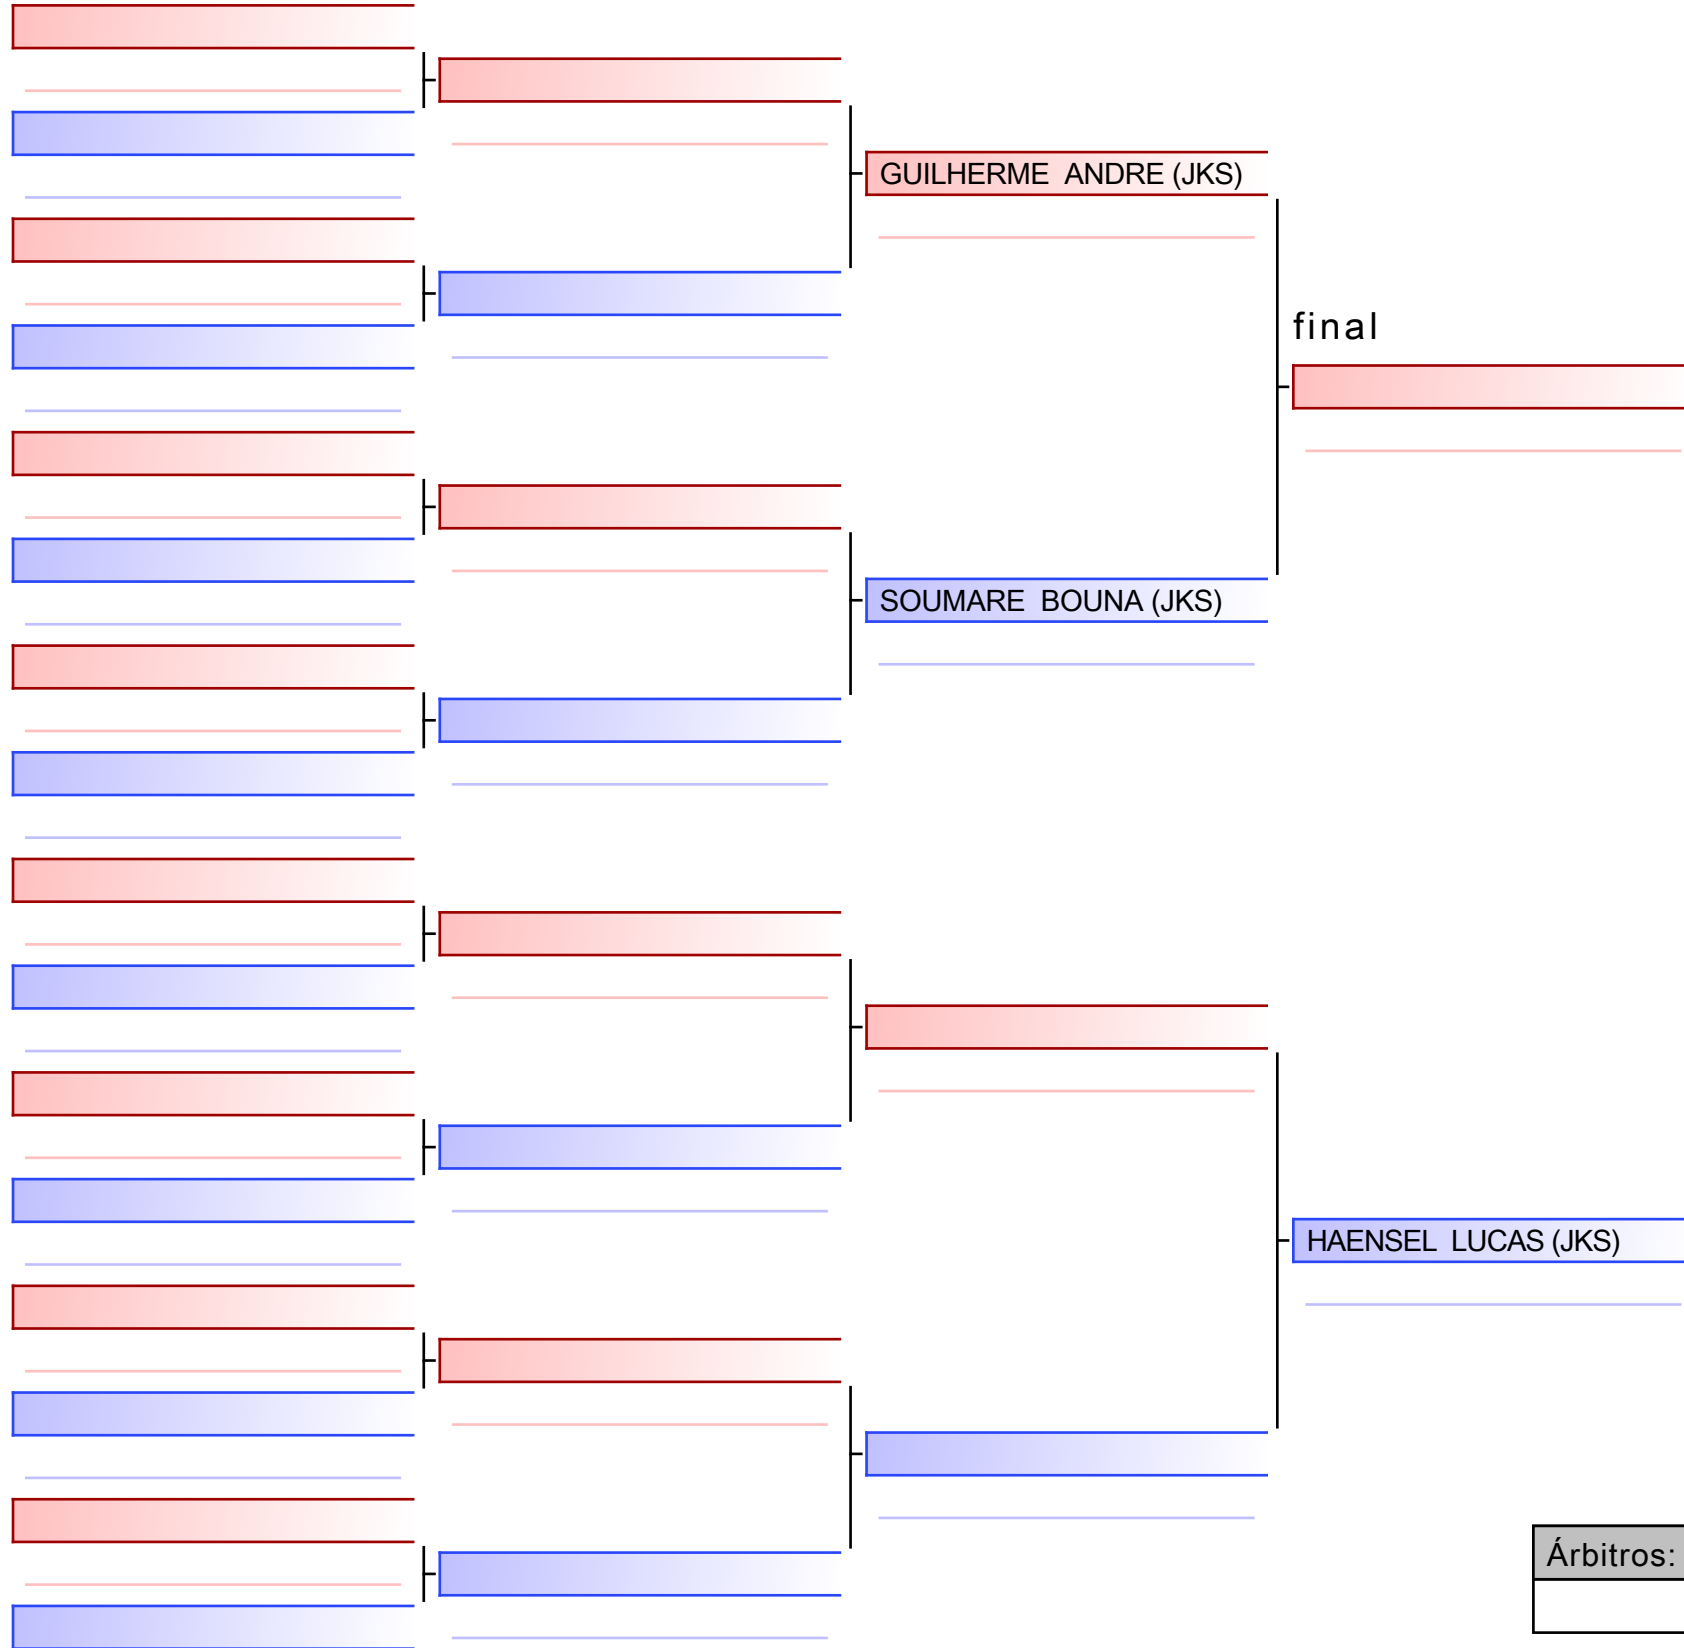 GUILHERME ANDRE (JKS)
final
SOUMARE BOUNA (JKS)
HAENSEL LUCAS (JKS)
Árbitros: